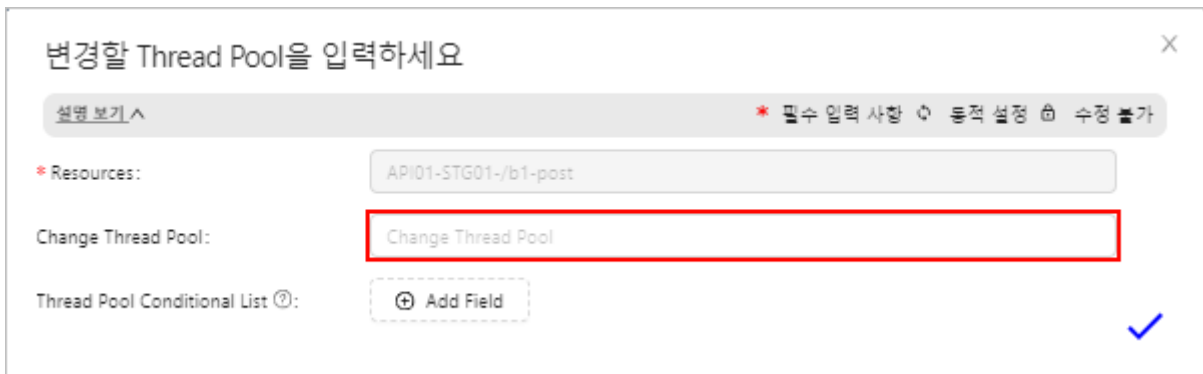 변경할 Thread Pool을 입력하세요
설명 보기 * 필수 입력 사항 동적 설정 수정 불가
* Resources: API01-STG01-/b1-post
Change Thread Pool: Change Thread Pool
Thread Pool Conditional List ?: Add Field